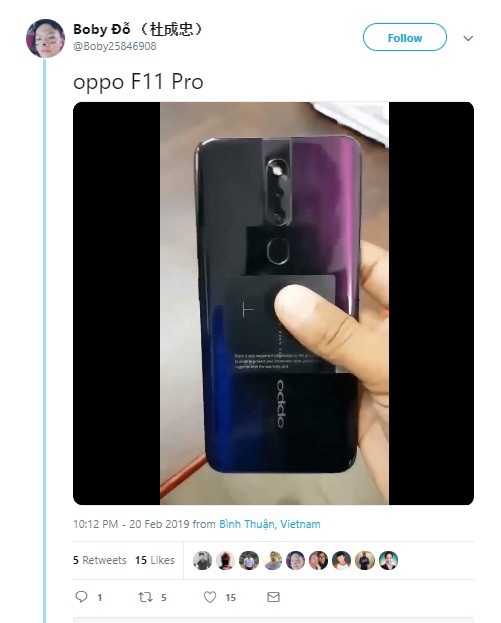 Boby Đỗ （杜成忠）
@Boby25846908
Follow
oppo F11 Pro
oppo
10:12 PM - 20 Feb 2019 from Bình Thuận, Vietnam
5 Retweets 15 Likes
1 5 15